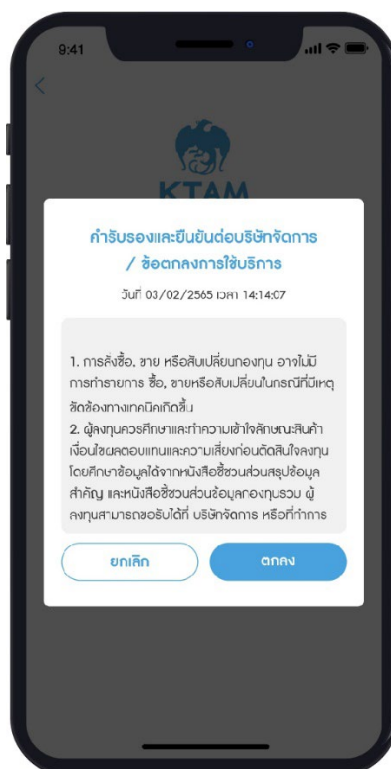 9:41
KTAM
คำรับรองและยืนยันต่อบริษัทจัดการ
/ ข้อตกลงการใช้บริการ
วันที่ 03/02/2565 เวลา 14:14:07
1. การสั่งซื้อ, ขาย หรือสับเปลี่ยนกองทุน อาจไม่มี
การทำรายการ ซื้อ, ขายหรือสับเปลี่ยนในกรณีที่มีเหตุ
ขัดข้องทางเทคนิคเกิดขึ้น
2. ผู้ลงทุนควรศึกษาและทำความเข้าใจลักษณะสินค้า
เงื่อนไขผลตอบแทนและความเสี่ยงก่อนตัดสินใจลงทุน
โดยศึกษาข้อมูลได้จากหนังสือชี้ชวนส่วนสรุปข้อมูล
สำคัญ และหนังสือชี้ชวนส่วนข้อมูลกองทุนรวม ผู้
ลงทุนสามารถขอรับได้ที่ บริษัทจัดการ หรือที่ทำการ
ยกเลิก
ตกลง